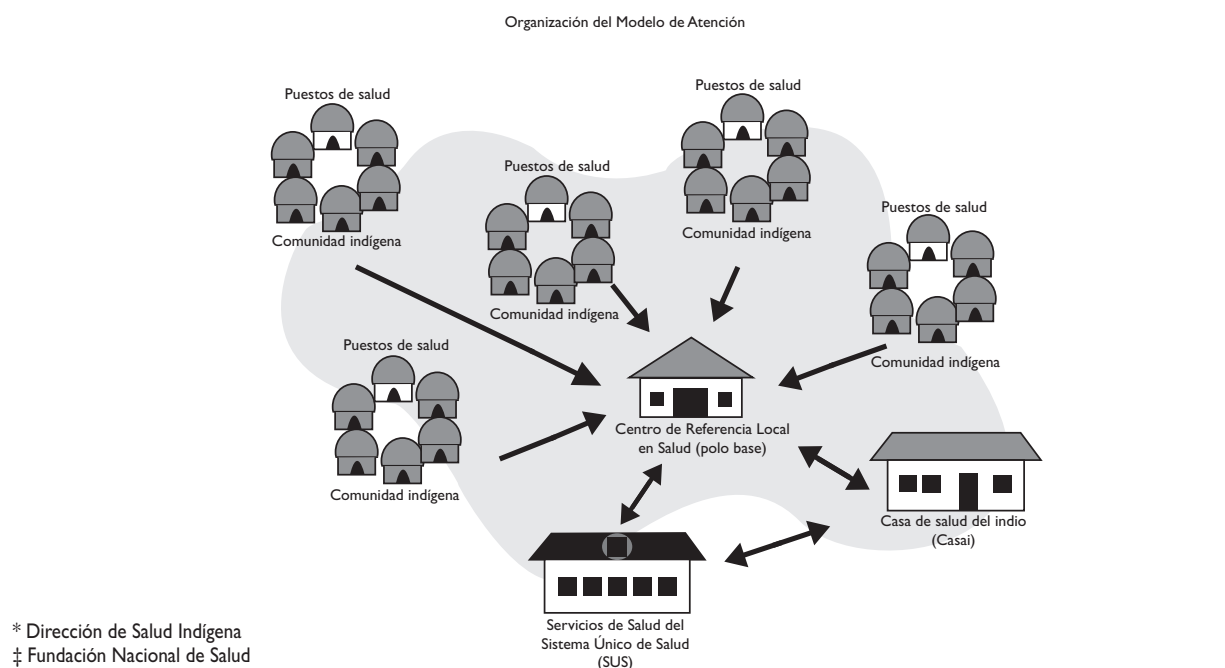 Organización del Modelo de Atención
Puestos de salud
Comunidad indígena
Puestos de salud
Comunidad indígena
Puestos de salud
Comunidad indígena
Puestos de salud
Comunidad indígena
Puestos de salud
Comunidad indígena
Centro de Referencia Local
en Salud (polo base)
Casa de salud del indio
(Casai)
Servicios de Salud del
Sistema Único de Salud
(SUS)
* Dirección de Salud Indígena
‡ Fundación Nacional de Salud